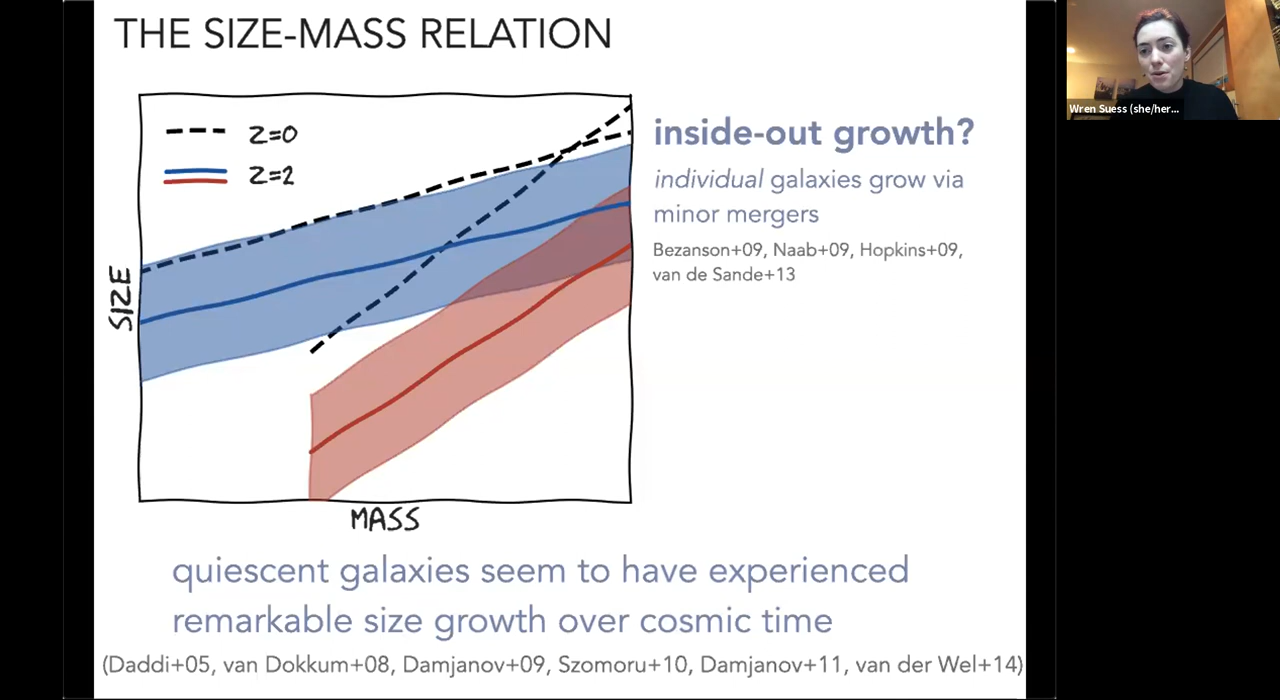 THE SIZE-MASS RELATION
Z=0
Z=2
SIZE
MASS
inside-out growth?
individual galaxies grow via
minor mergers
Bezanson+09, Naab+09, Hopkins+09,
van de Sande+13
quiescent galaxies seem to have experienced
remarkable size growth over cosmic time
(Daddi+05, van Dokkum+08, Damjanov+09, Szomoru+10, Damjanov+11, van der Wel+14)
Wren Suess (she/her...